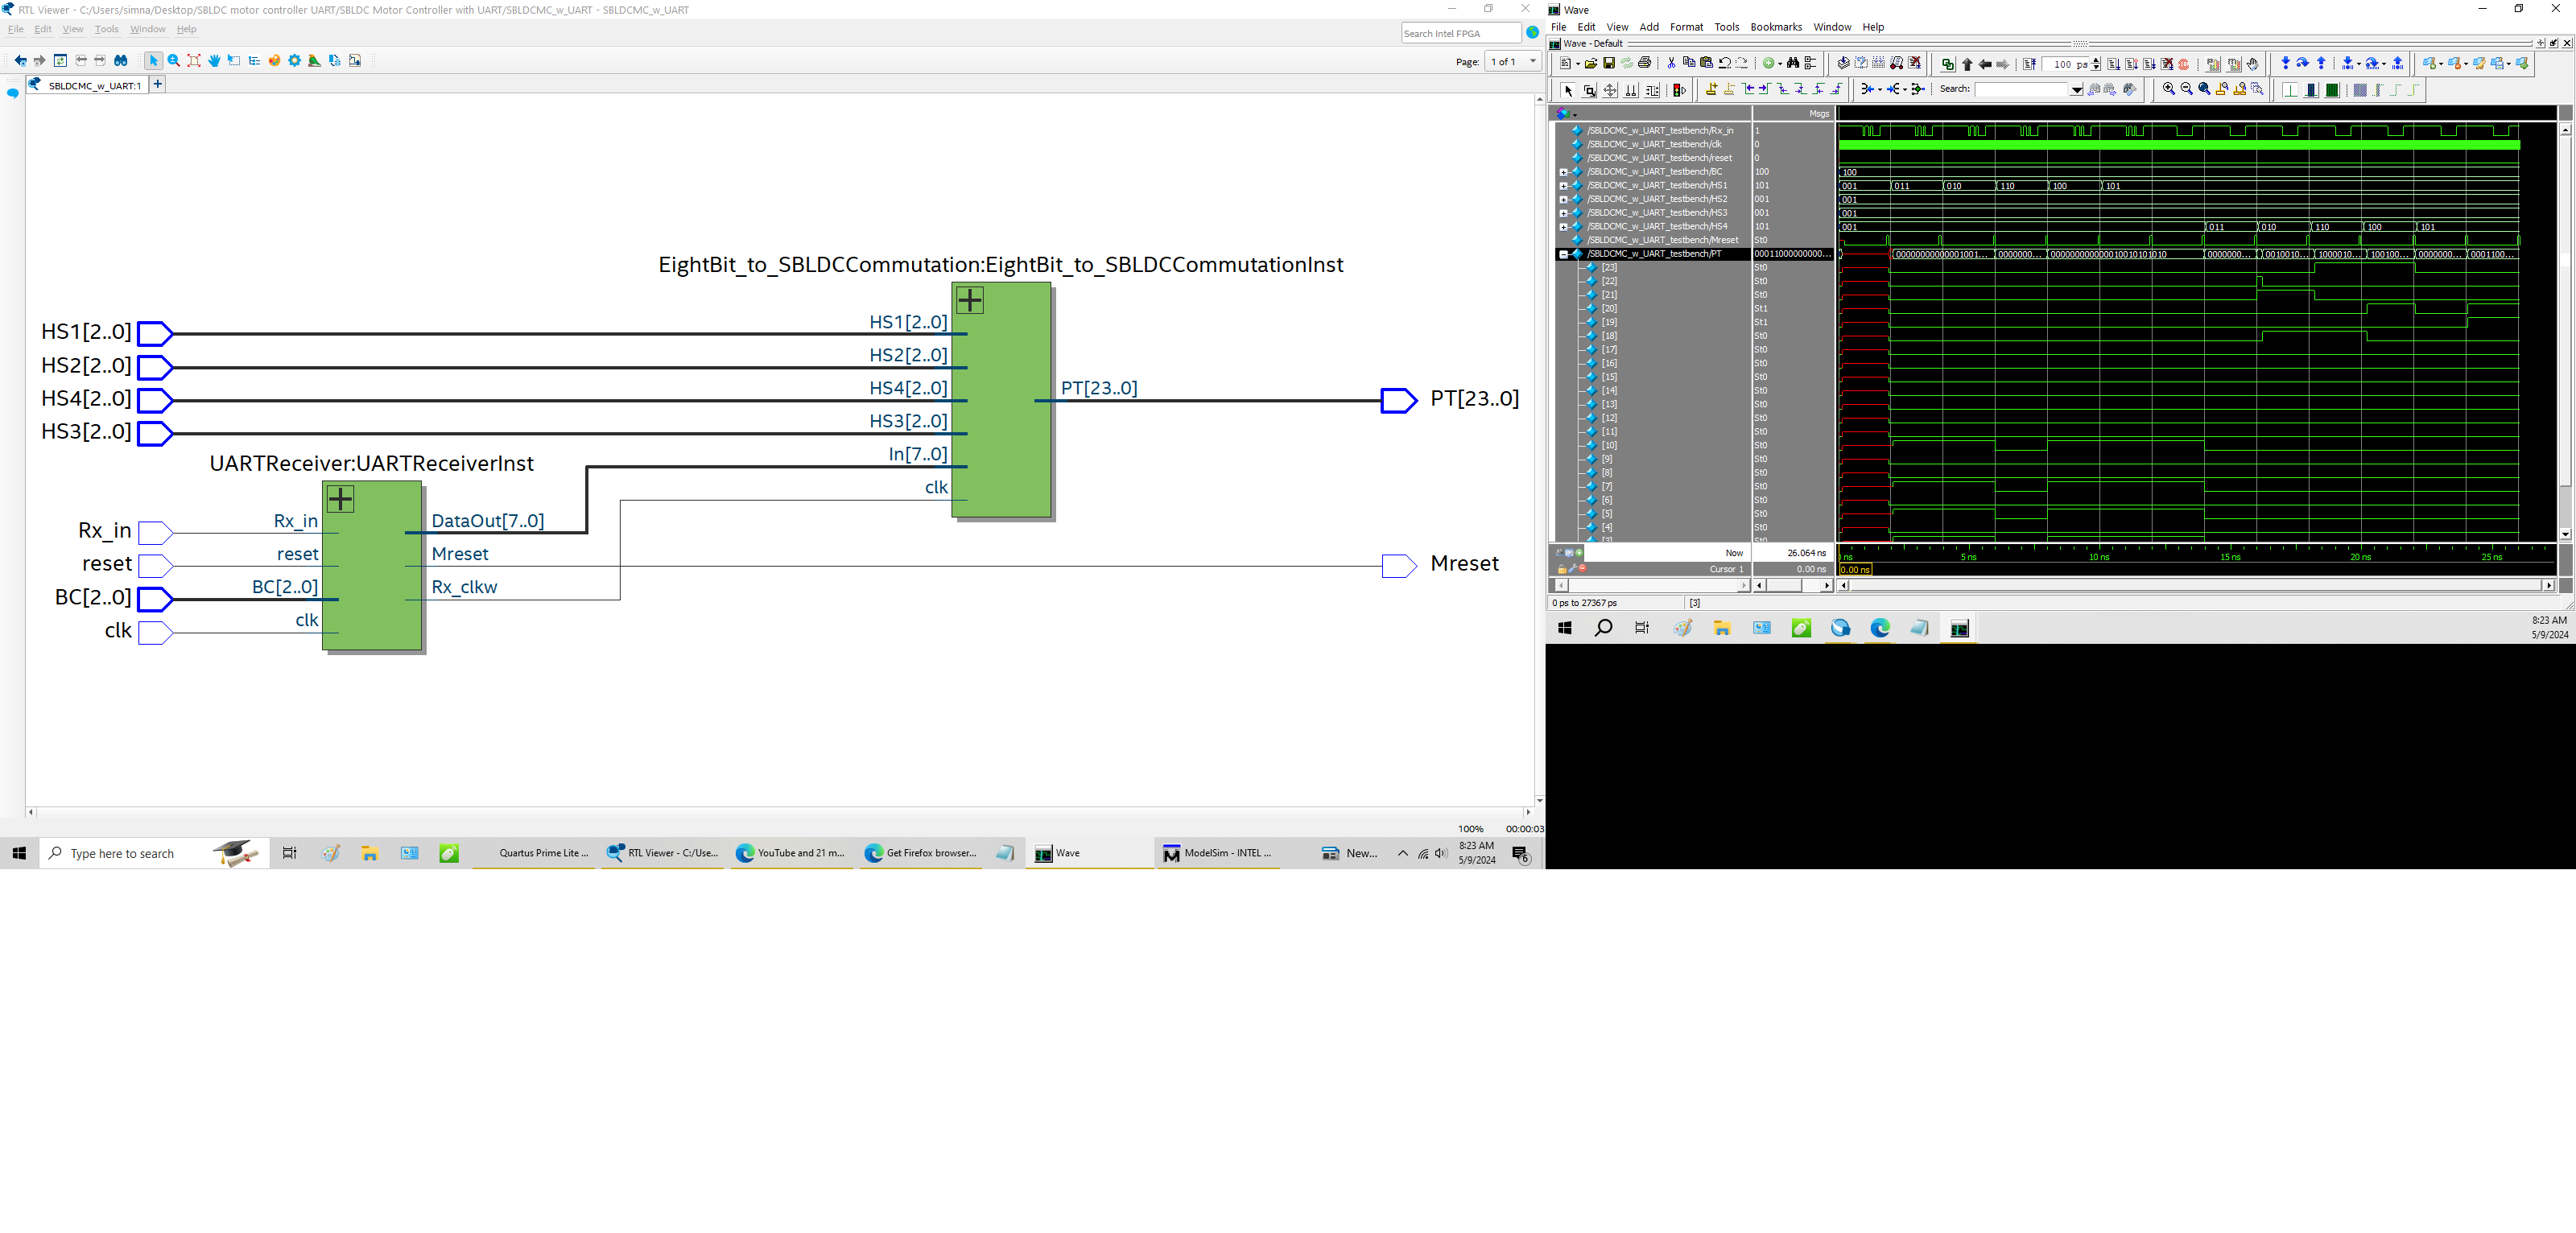 RTL Viewer - C:/Users/simna/Desktop/SBLDC motor controller UART/SBLDC Motor Controller with UART/SBLDCMC_w_UART - SBLDCMC_w_UART
File Edit View Tools Window Help
Search Intel FPGA
Page: 1 of 1
SBLDCMC_w_UART:1
EightBit_to_SBLDCCommutation:EightBit_to_SBLDCCommutationInst
HS1[2..0] HS1[2..0]
HS2[2..0] HS2[2..0]
HS4[2..0] HS4[2..0] PT[23..0] PT[23..0]
HS3[2..0] HS3[2..0]
In[7..0]
clk
UARTReceiver:UARTReceiverInst
Rx_in Rx_in DataOut[7..0]
reset reset Mreset Mreset
BC[2..0] BC[2..0] Rx_clkw
clk clk
100% 00:00:03
Type here to search
Quartus Prime Lite ...
RTL Viewer - C:/Use...
YouTube and 21 m...
Get Firefox browser...
Wave
ModelSim - INTEL ...
New...
8:23 AM
5/9/2024
6
Wave
File Edit View Add Format Tools Bookmarks Window Help
Wave - Default
100 ps
Search:
Msgs
/SBLDCMC_w_UART_testbench/Rx_in 1
/SBLDCMC_w_UART_testbench/clk 0
/SBLDCMC_w_UART_testbench/reset 0
/SBLDCMC_w_UART_testbench/BC 100 100
/SBLDCMC_w_UART_testbench/HS1 101 001 011 010 110 100 101
/SBLDCMC_w_UART_testbench/HS2 001 001
/SBLDCMC_w_UART_testbench/HS3 001 001
/SBLDCMC_w_UART_testbench/HS4 101 001 011 010 110 100 101
/SBLDCMC_w_UART_testbench/Mreset St0
/SBLDCMC_w_UART_testbench/PT 00011000000000... 00000000000001001... 0000000... 000000000000010010101010 0000000... 0010010... 1000010... 100100... 0000000... 0001100...
[23] St0
[22] St0
[21] St0
[20] St1
[19] St1
[18] St0
[17] St0
[16] St0
[15] St0
[14] St0
[13] St0
[12] St0
[11] St0
[10] St0
[9] St0
[8] St0
[7] St0
[6] St0
[5] St0
[4] St0
[3] St0
Now 26.064 ns 5 ns 10 ns 15 ns 20 ns 25 ns
Cursor 1 0.00 ns 0.00 ns
0 ps to 27367 ps [3]
8:23 AM
5/9/2024